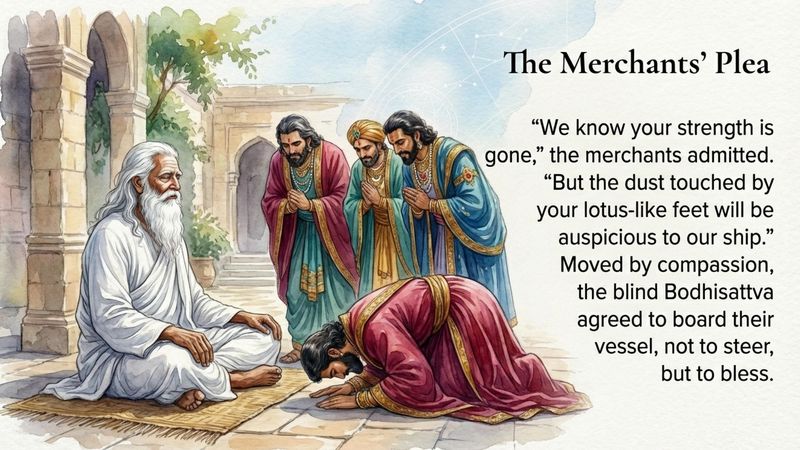 The Merchants’ Plea
“We know your strength is
gone,” the merchants admitted.
“But the dust touched by
your lotus-like feet will be
auspicious to our ship.”
Moved by compassion,
the blind Bodhisattva
agreed to board their
vessel, not to steer,
but to bless.